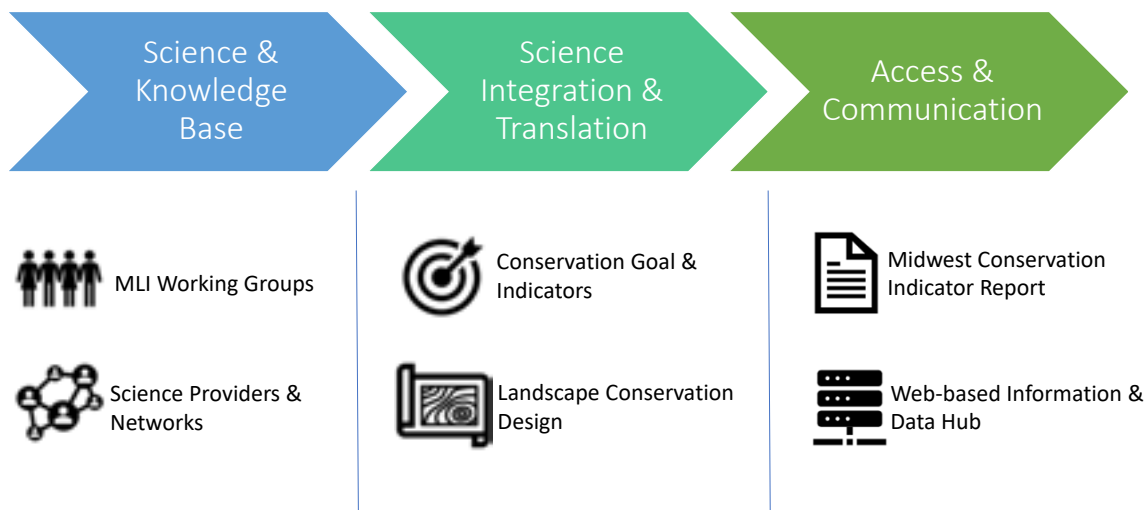 Science &
Knowledge
Base
Science
Integration &
Translation
Access &
Communication
MLI Working Groups
Science Providers &
Networks
Conservation Goal &
Indicators
Landscape Conservation
Design
Midwest Conservation
Indicator Report
Web-based Information &
Data Hub